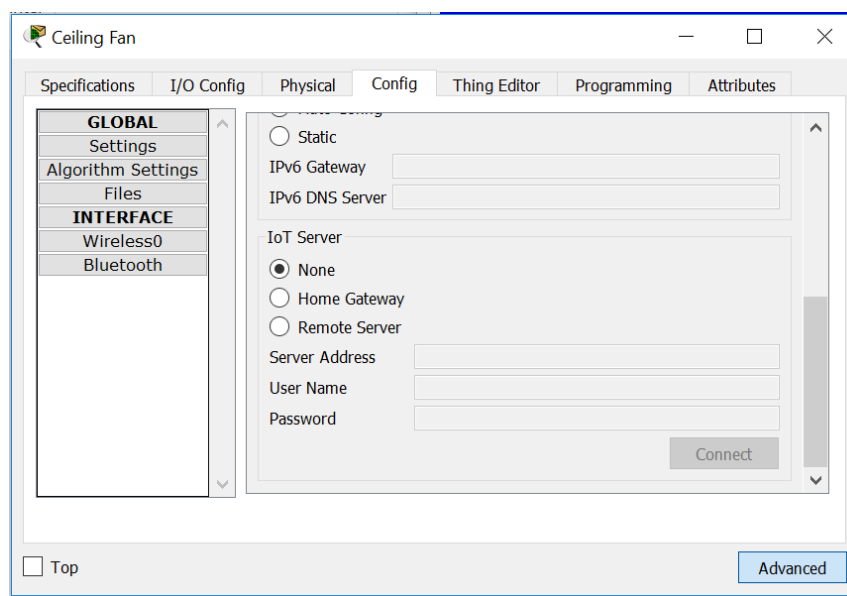 Ceiling Fan
Specifications I/O Config Physical Config Thing Editor Programming Attributes
GLOBAL
Settings
Algorithm Settings
Files
INTERFACE
Wireless0
Bluetooth
Static
IPv6 Gateway
IPv6 DNS Server
IoT Server
None
Home Gateway
Remote Server
Server Address
User Name
Password
Connect
Top
Advanced